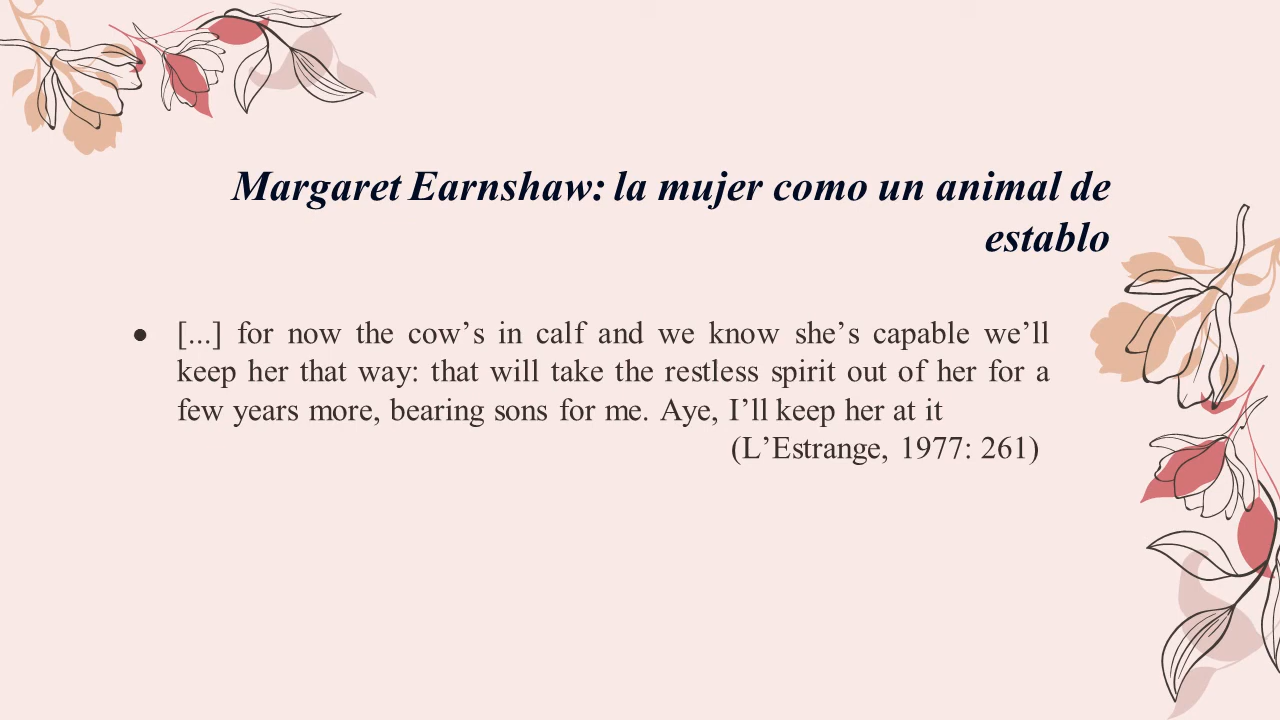 Margaret Earnshaw: la mujer como un animal de
establo
● [...] for now the cow’s in calf and we know she’s capable we’ll
keep her that way: that will take the restless spirit out of her for a
few years more, bearing sons for me. Aye, I’ll keep her at it
(L’Estrange, 1977: 261)